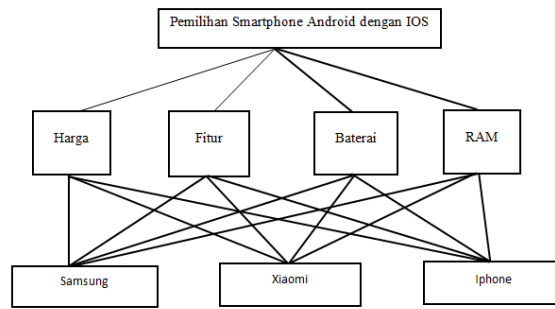 Pemilihan Smartphone Android dengan IOS
Harga
Fitur
Baterai
RAM
Samsung
Xiaomi
Iphone